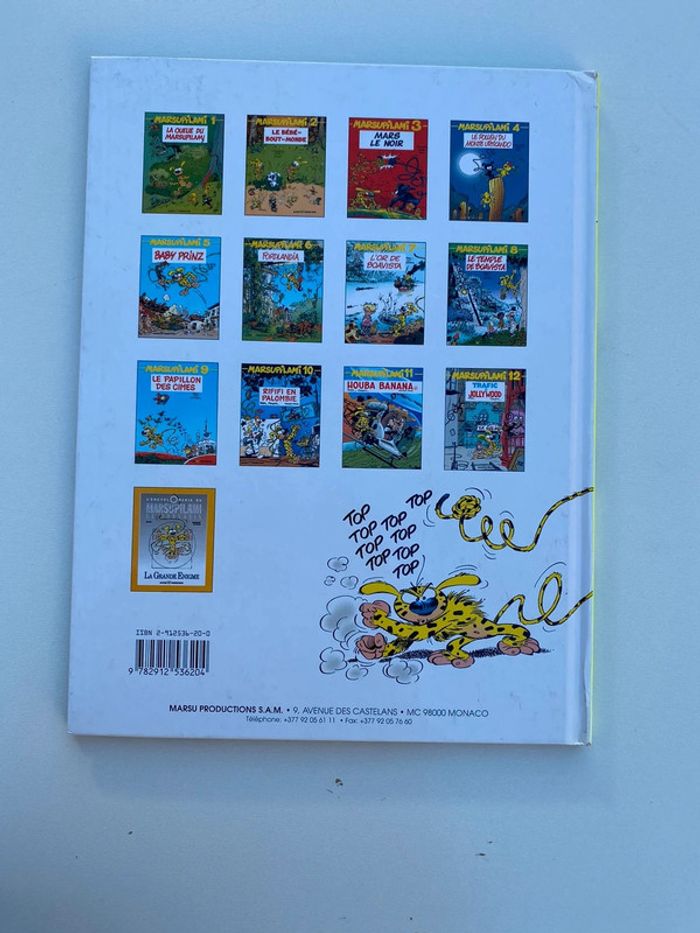 MARSUPILAMI 1
LA QUEUE DU
MARSUPILAMI
MARSUPILAMI 2
LE BÉBÉ-
BOUT-DU-MONDE
MARSUPILAMI 3
MARS
LE NOIR
MARSUPILAMI 4
LE POLLEN DU
MONTE URTICANDO
MARSUPILAMI 5
BABY PRINZ
MARSUPILAMI 6
FORDLANDIA
MARSUPILAMI 7
L'OR DE
BOAVISTA
MARSUPILAMI 8
LE TEMPLE
DE BOAVISTA
MARSUPILAMI 9
LE PAPILLON
DES CIMES
MARSUPILAMI 10
RIFIFI EN
PALOMBIE
MARSUPILAMI 11
HOUBA BANANA
MARSUPILAMI 12
TRAFIC
À
JOLLYWOOD
L'ENCYCLOPÉDIE DU
MARSUPILAMI
LA GRANDE ENIGME
TOP
TOP
TOP
TOP
TOP
TOP
TOP
TOP
TOP
TOP
ISBN 2-912536-20-0
9 782912 536204
MARSU PRODUCTIONS S.A.M. • 9, AVENUE DES CASTELANS • MC 98000 MONACO
Téléphone: +377 92 05 61 11 • Fax: +377 92 05 76 60